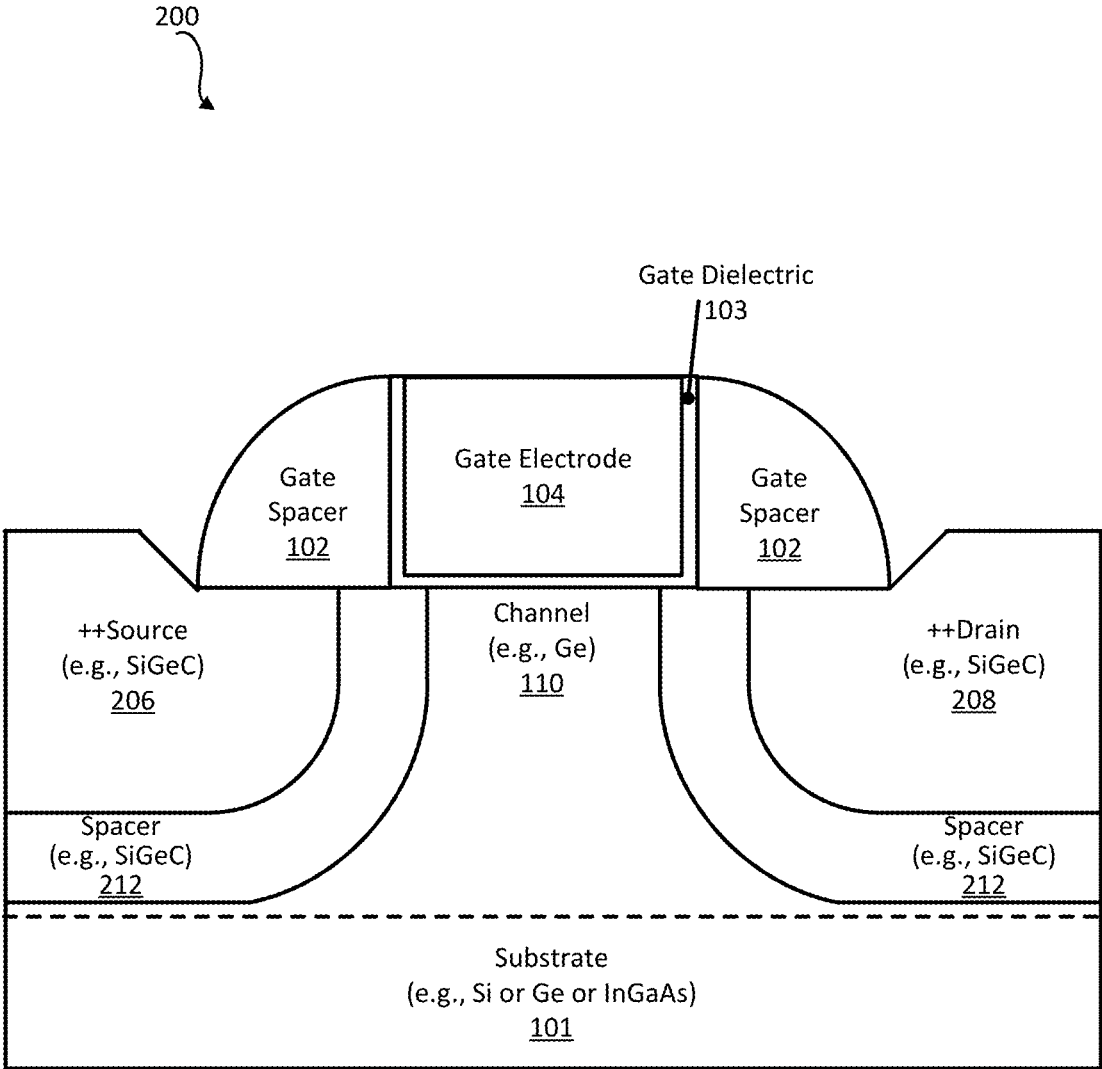 200
Gate Dielectric
103
Gate Electrode
104
Gate
Spacer
102
Gate
Spacer
102
++Source
(e.g., SiGeC)
206
Channel
(e.g., Ge)
110
++Drain
(e.g., SiGeC)
208
Spacer
(e.g., SiGeC)
212
Spacer
(e.g., SiGeC)
212
Substrate
(e.g., Si or Ge or InGaAs)
101